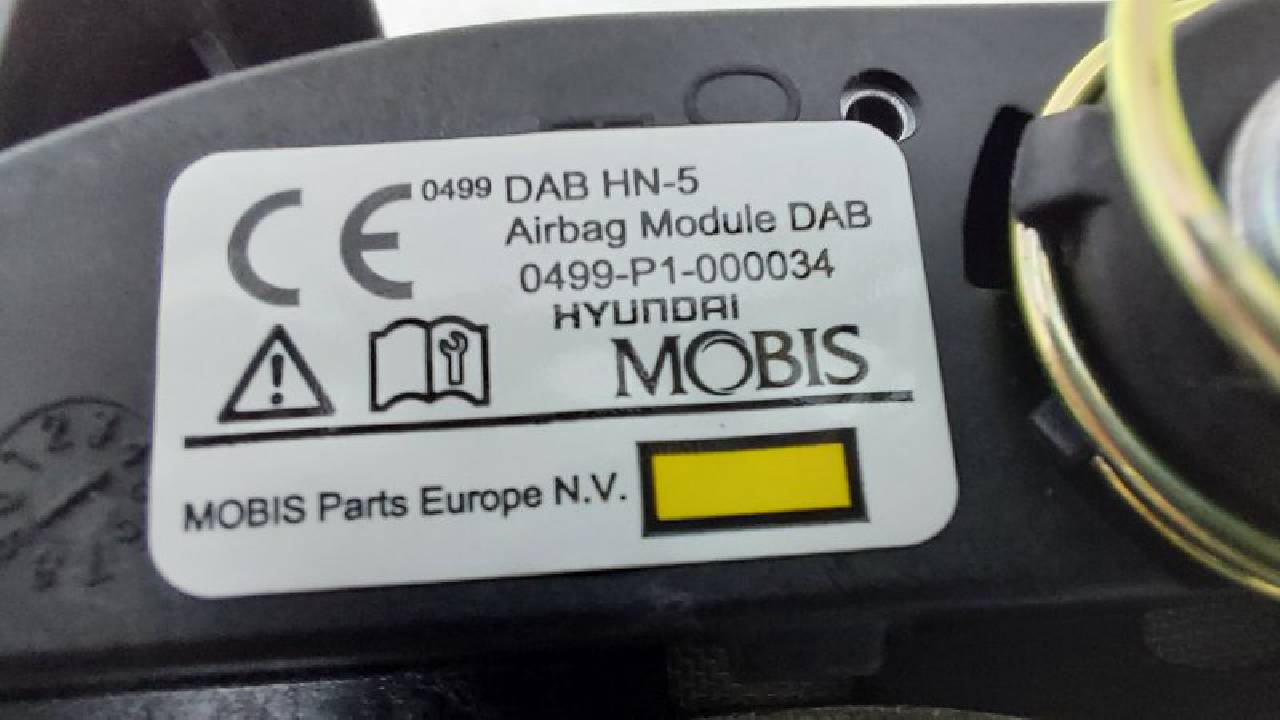 CE 0499 DAB HN-5
Airbag Module DAB
0499-P1-000034
HYUNDAI
MOBIS
MOBIS Parts Europe N.V.